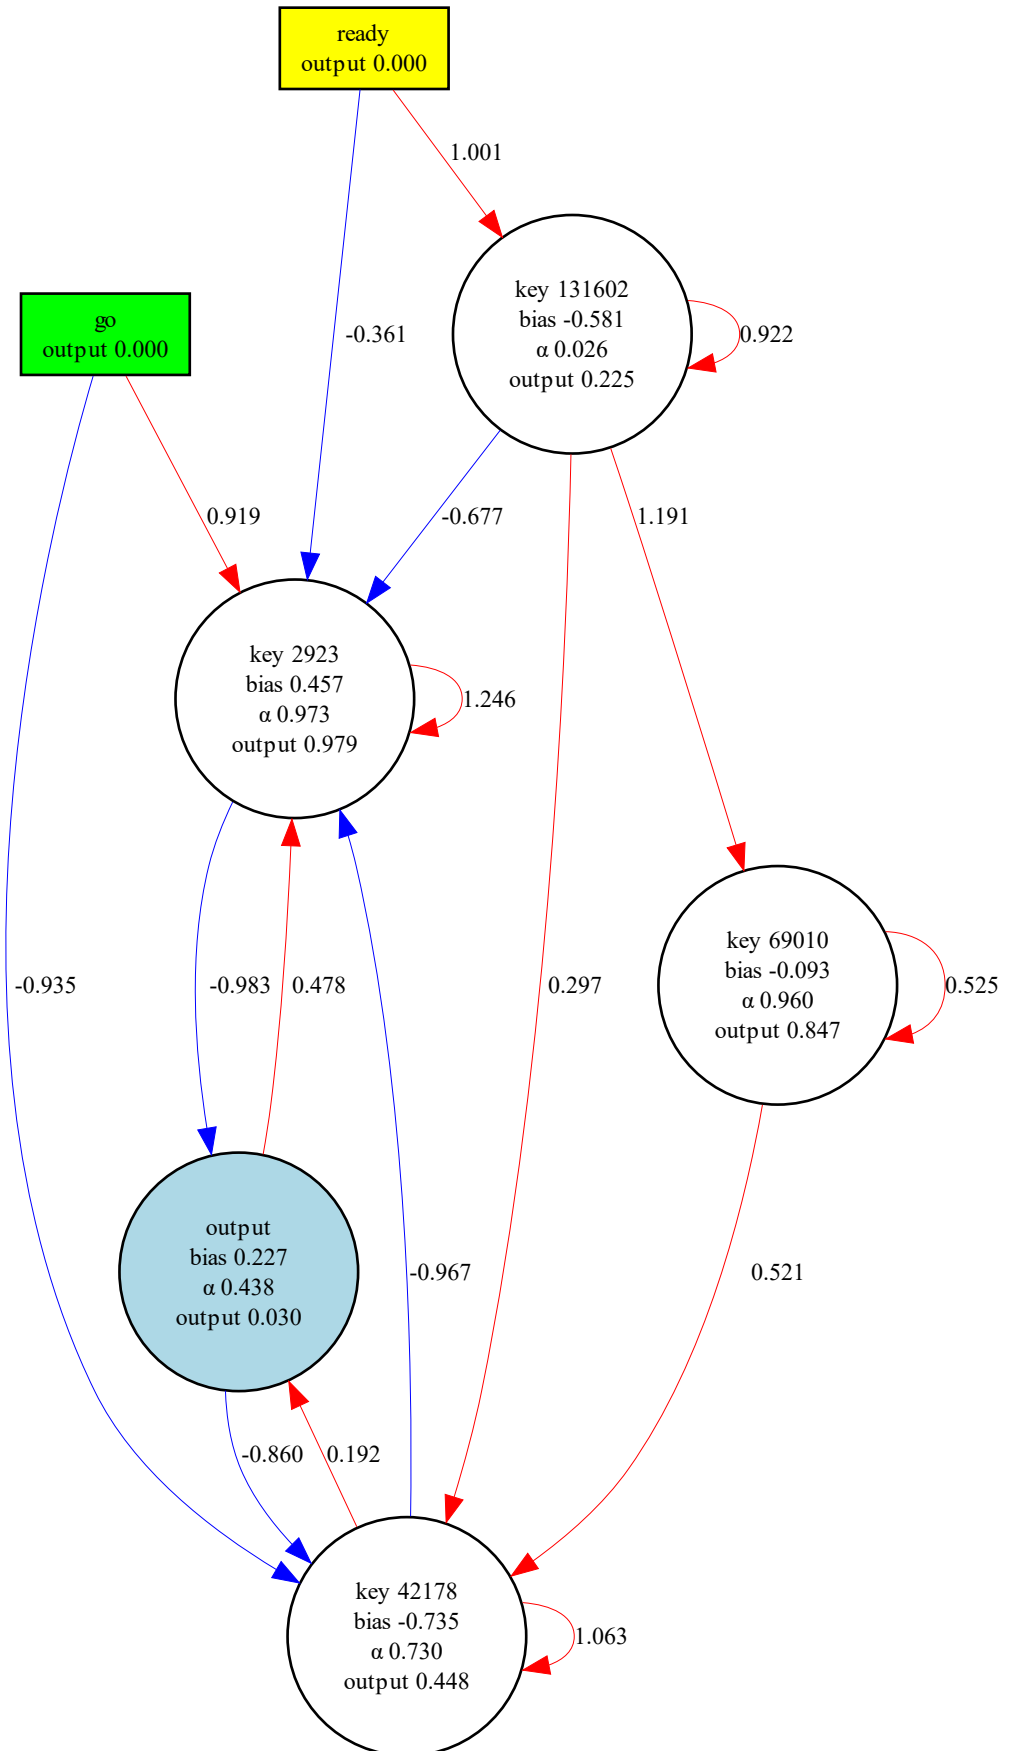 ready
output 0.000
1.001
key 131602
bias -0.581
α 0.026
output 0.225
0.922
go
output 0.000
-0.361
0.919
-0.677
1.191
key 2923
bias 0.457
α 0.973
output 0.979
1.246
key 69010
bias -0.093
α 0.960
output 0.847
0.525
-0.935
-0.983
0.478
0.297
output
bias 0.227
α 0.438
output 0.030
-0.967
0.521
-0.860
0.192
key 42178
bias -0.735
α 0.730
output 0.448
1.063